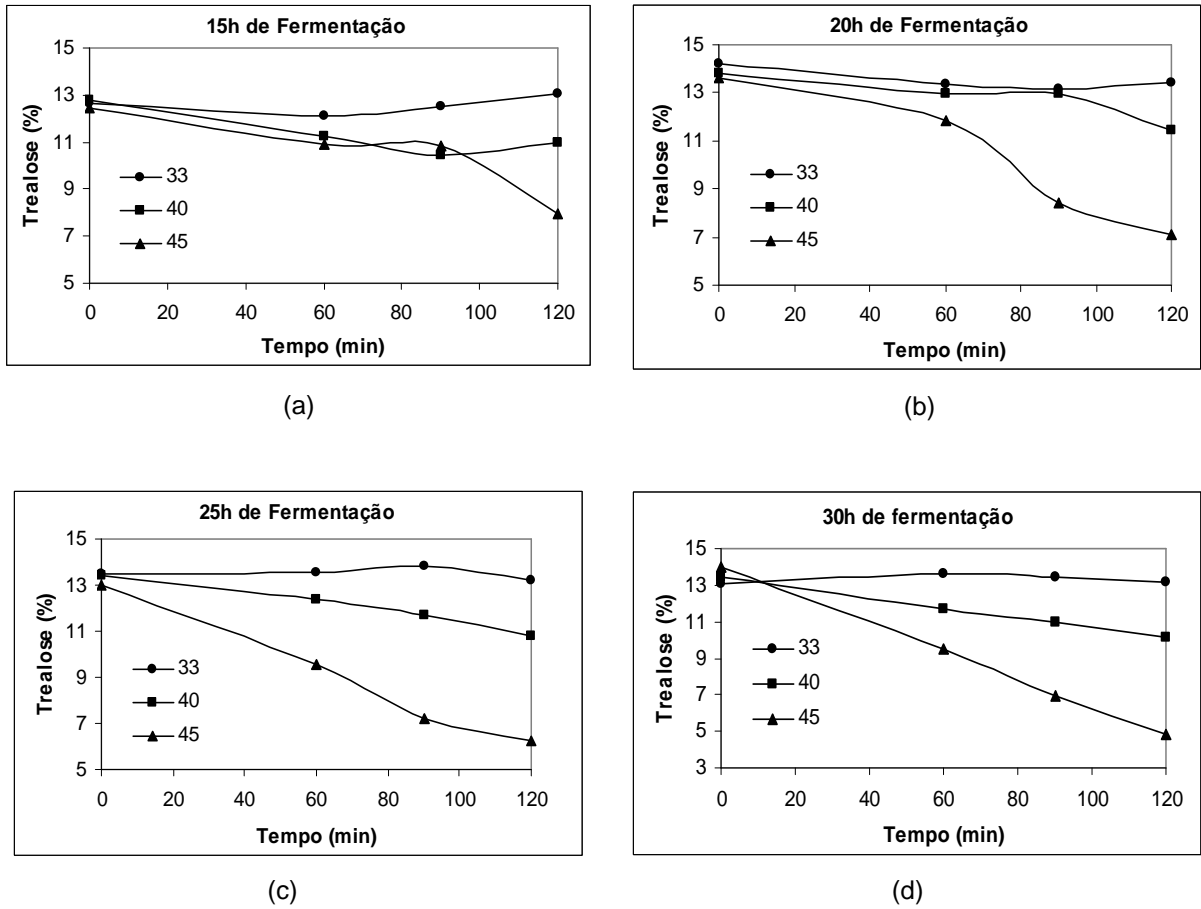 15h de Fermentação
15
13
11
9
7
5
Trealose (%)
33
40
45
0 20 40 60 80 100 120
Tempo (min)
(a)
20h de Fermentação
15
13
11
9
7
5
Trealose (%)
33
40
45
0 20 40 60 80 100 120
Tempo (min)
(b)
25h de Fermentação
15
13
11
9
7
5
Trealose (%)
33
40
45
0 20 40 60 80 100 120
Tempo (min)
(c)
30h de fermentação
15
13
11
9
7
5
3
Trealose (%)
33
40
45
0 20 40 60 80 100 120
Tempo (min)
(d)